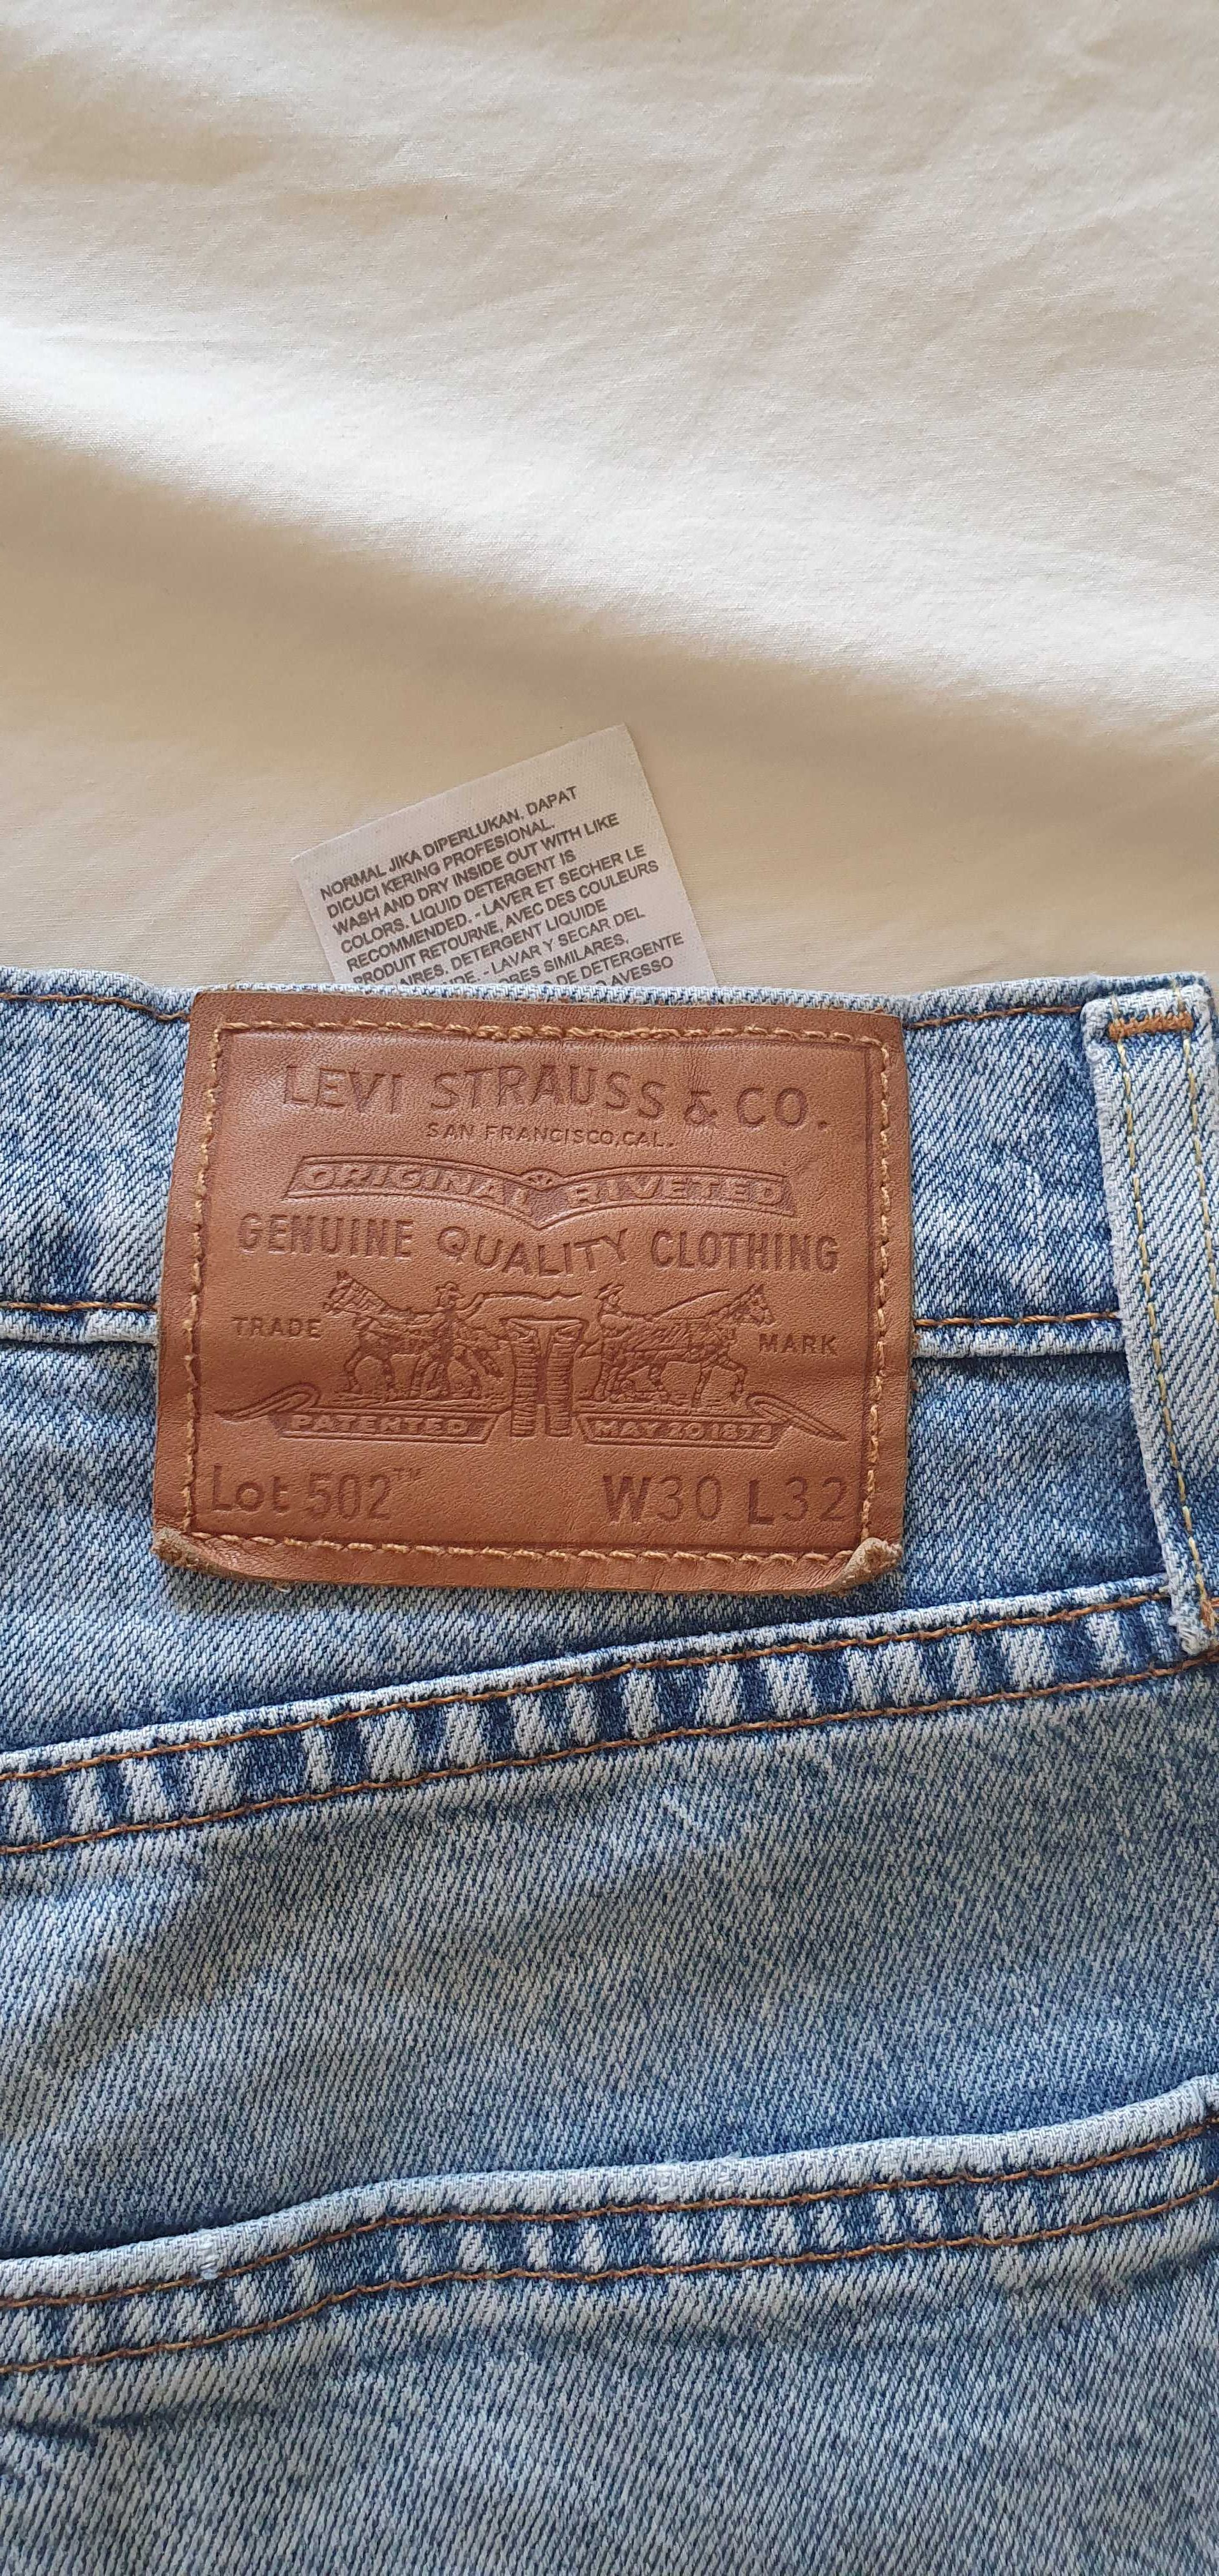 NORMAL JIKA DIPERLUKAN. DAPAT
DICUCI KERING PROFESIONAL.
WASH AND DRY INSIDE OUT WITH LIKE
COLORS. LIQUID DETERGENT IS
RECOMMENDED. - LAVER ET SECHER LE
PRODUIT RETOURNE, AVEC DES COULEURS
AIRES. DETERGENT LIQUIDE
- LAVAR Y SECAR DEL
ORES SIMILARES.
O DE DETERGENTE
AVESSO
LEVI STRAUSS & CO.
SAN FRANCISCO, CAL.
ORIGINAL RIVETED
GENUINE QUALITY CLOTHING
TRADE MARK
PATENTED MAY 20 1873
Lot 502™ W30 L32